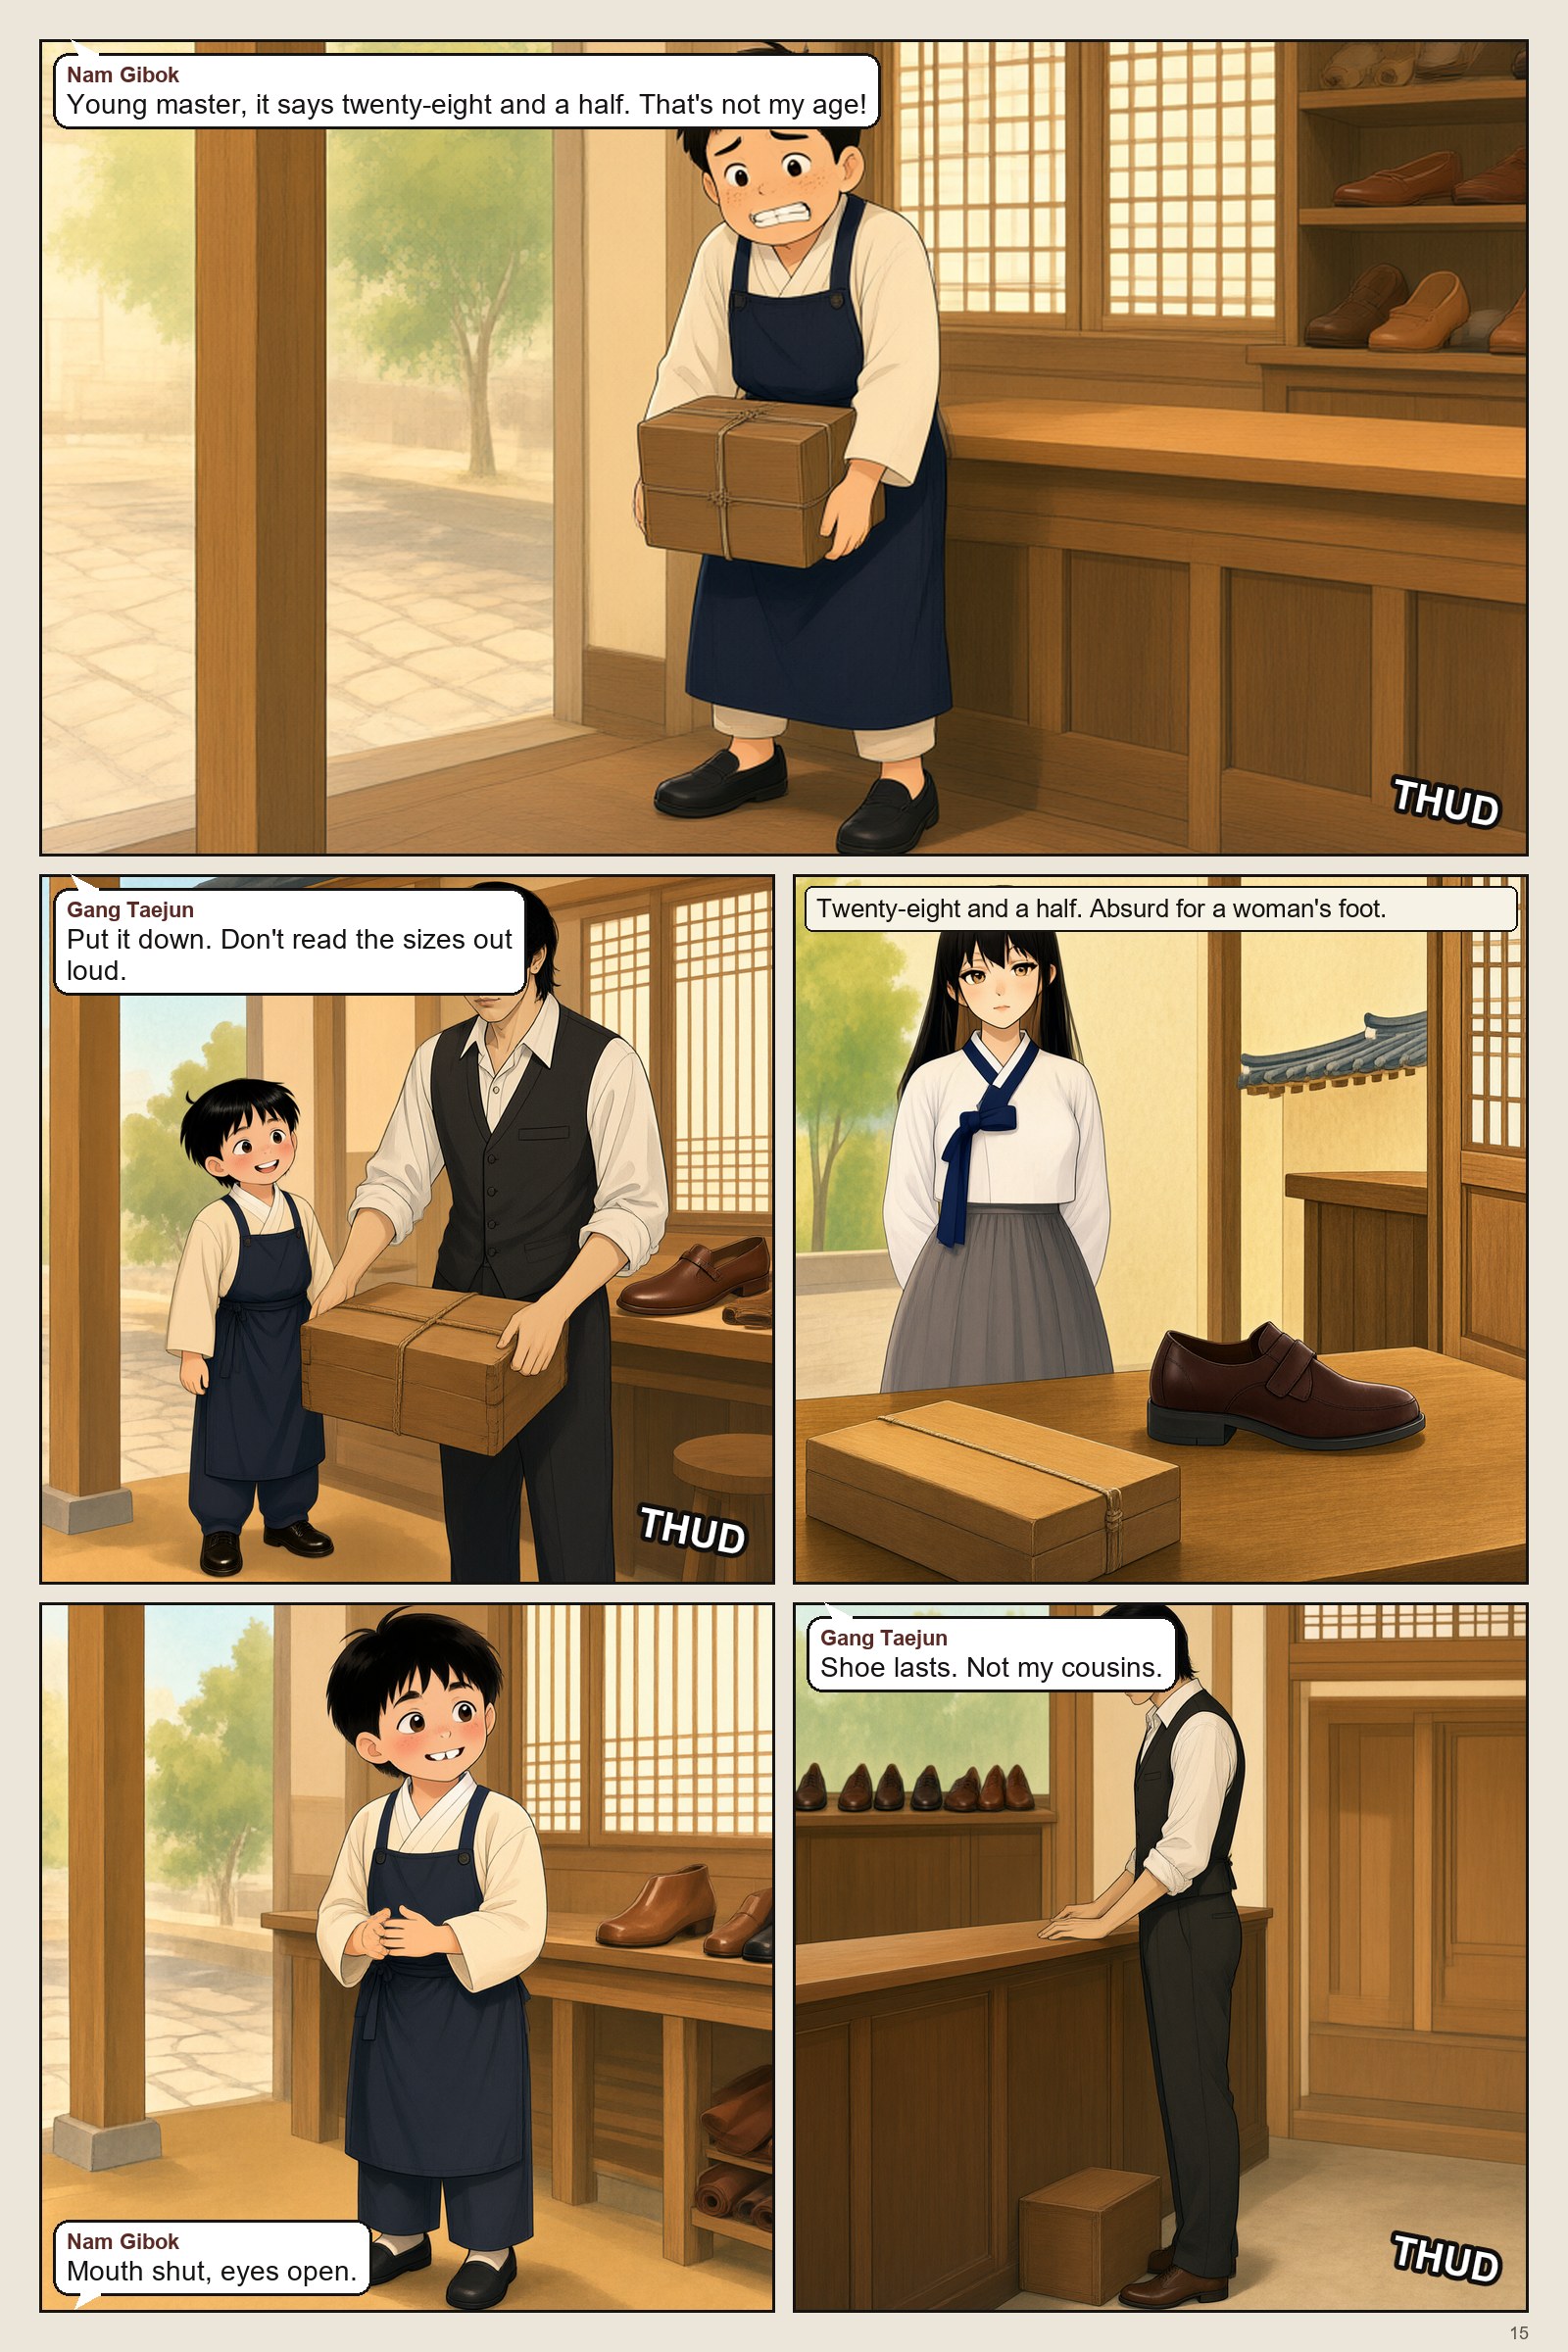 Nam Gibok
Young master, it says twenty-eight and a half. That's not my age!
THUD
Gang Taejun
Put it down. Don't read the sizes out
loud.
THUD
Twenty-eight and a half. Absurd for a woman's foot.
Nam Gibok
Mouth shut, eyes open.
Gang Taejun
Shoe lasts. Not my cousins.
THUD
15